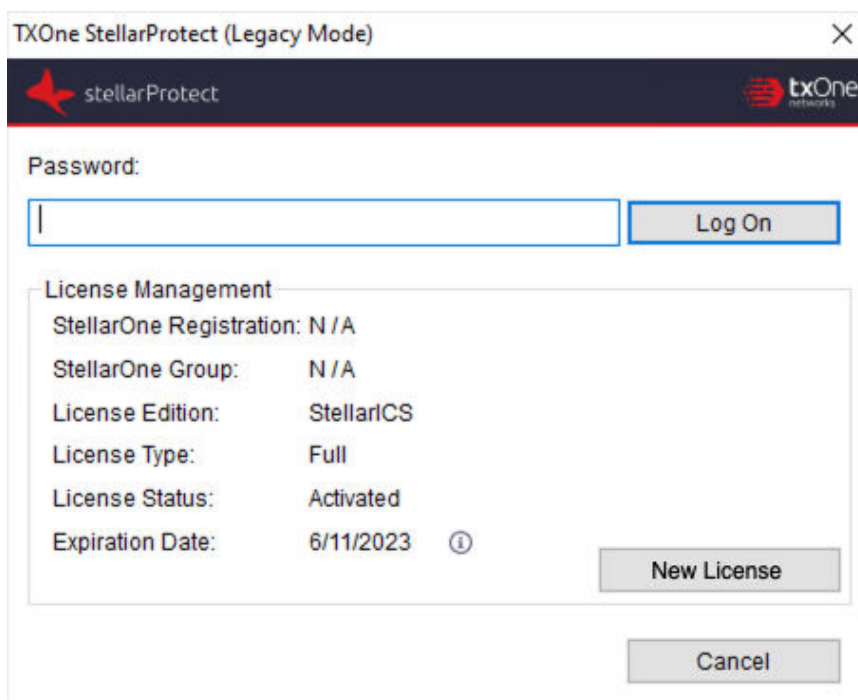 TXOne StellarProtect (Legacy Mode)
stellarProtect
txOne
networks
Password:
Log On
License Management
StellarOne Registration: N / A
StellarOne Group: N / A
License Edition: StellarICS
License Type: Full
License Status: Activated
Expiration Date: 6/11/2023
New License
Cancel